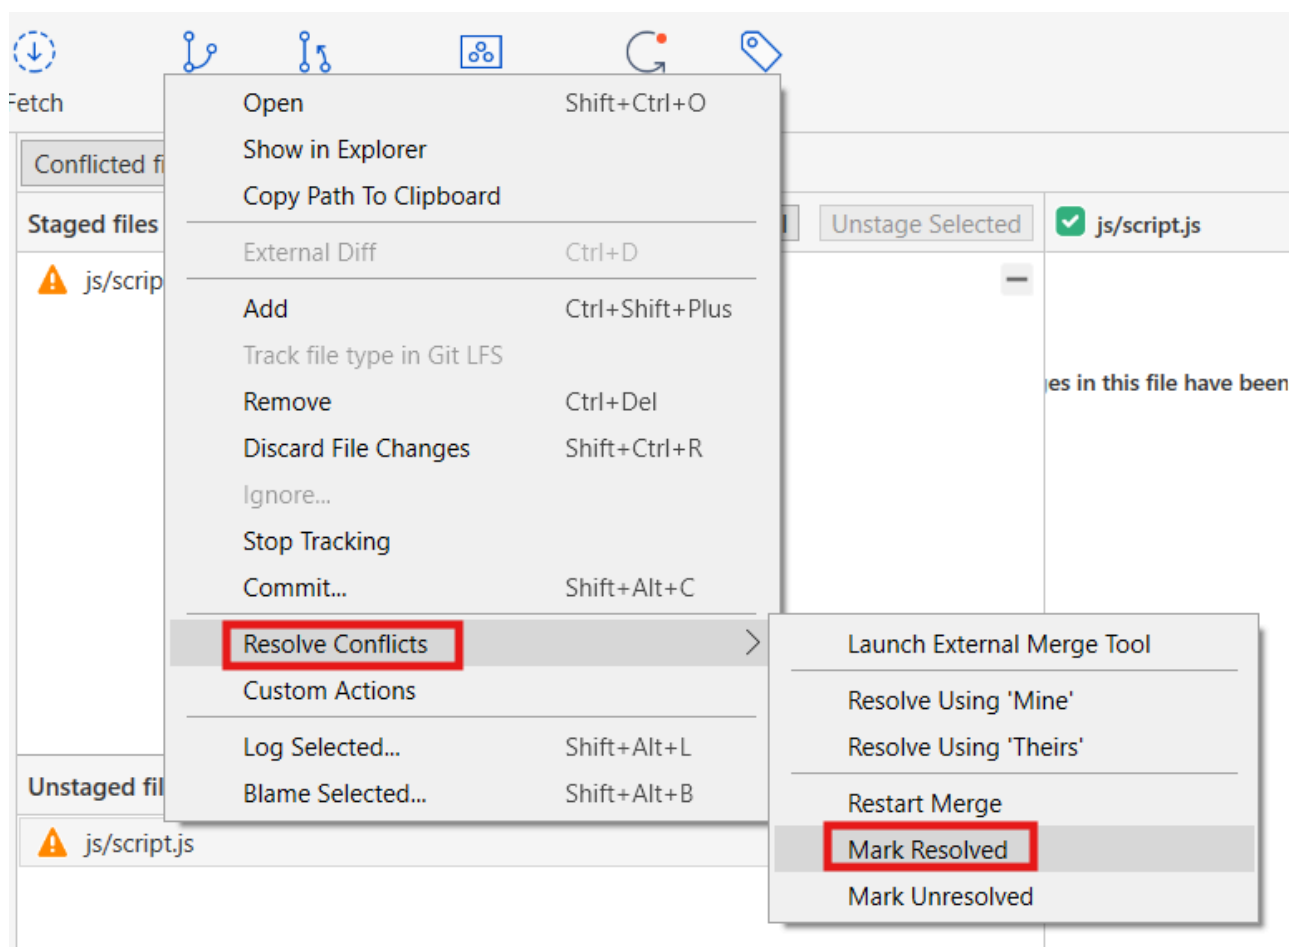 Fetch
Conflicted fi
Staged files
Unstage Selected
js/script.js
js/scrip
ges in this file have been
Open Shift+Ctrl+O
Show in Explorer
Copy Path To Clipboard
External Diff Ctrl+D
Add Ctrl+Shift+Plus
Track file type in Git LFS
Remove Ctrl+Del
Discard File Changes Shift+Ctrl+R
Ignore...
Stop Tracking
Commit... Shift+Alt+C
Resolve Conflicts
Custom Actions
Log Selected... Shift+Alt+L
Blame Selected... Shift+Alt+B
Launch External Merge Tool
Resolve Using 'Mine'
Resolve Using 'Theirs'
Restart Merge
Mark Resolved
Mark Unresolved
Unstaged fil
js/script.js